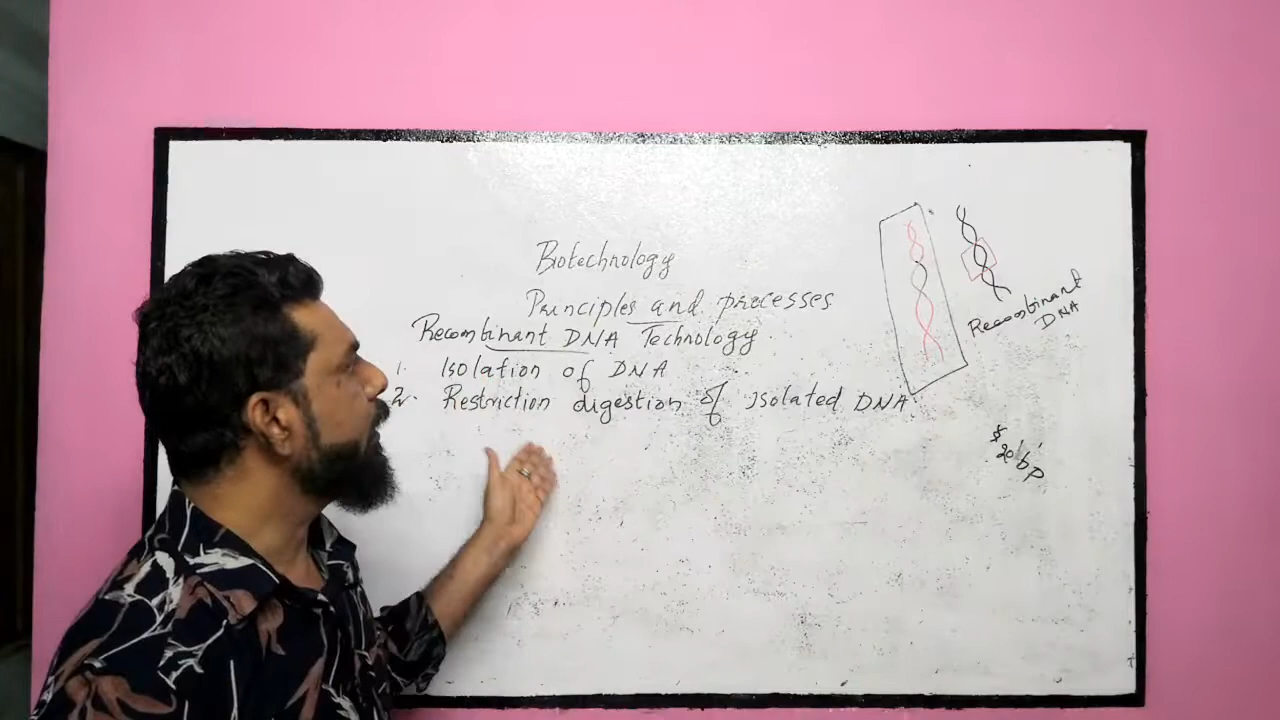 Biotechnology
Principles and processes
Recombinant DNA Technology
1. Isolation of DNA
2. Restriction digestion of isolated DNA.
Recombinant
DNA
bp